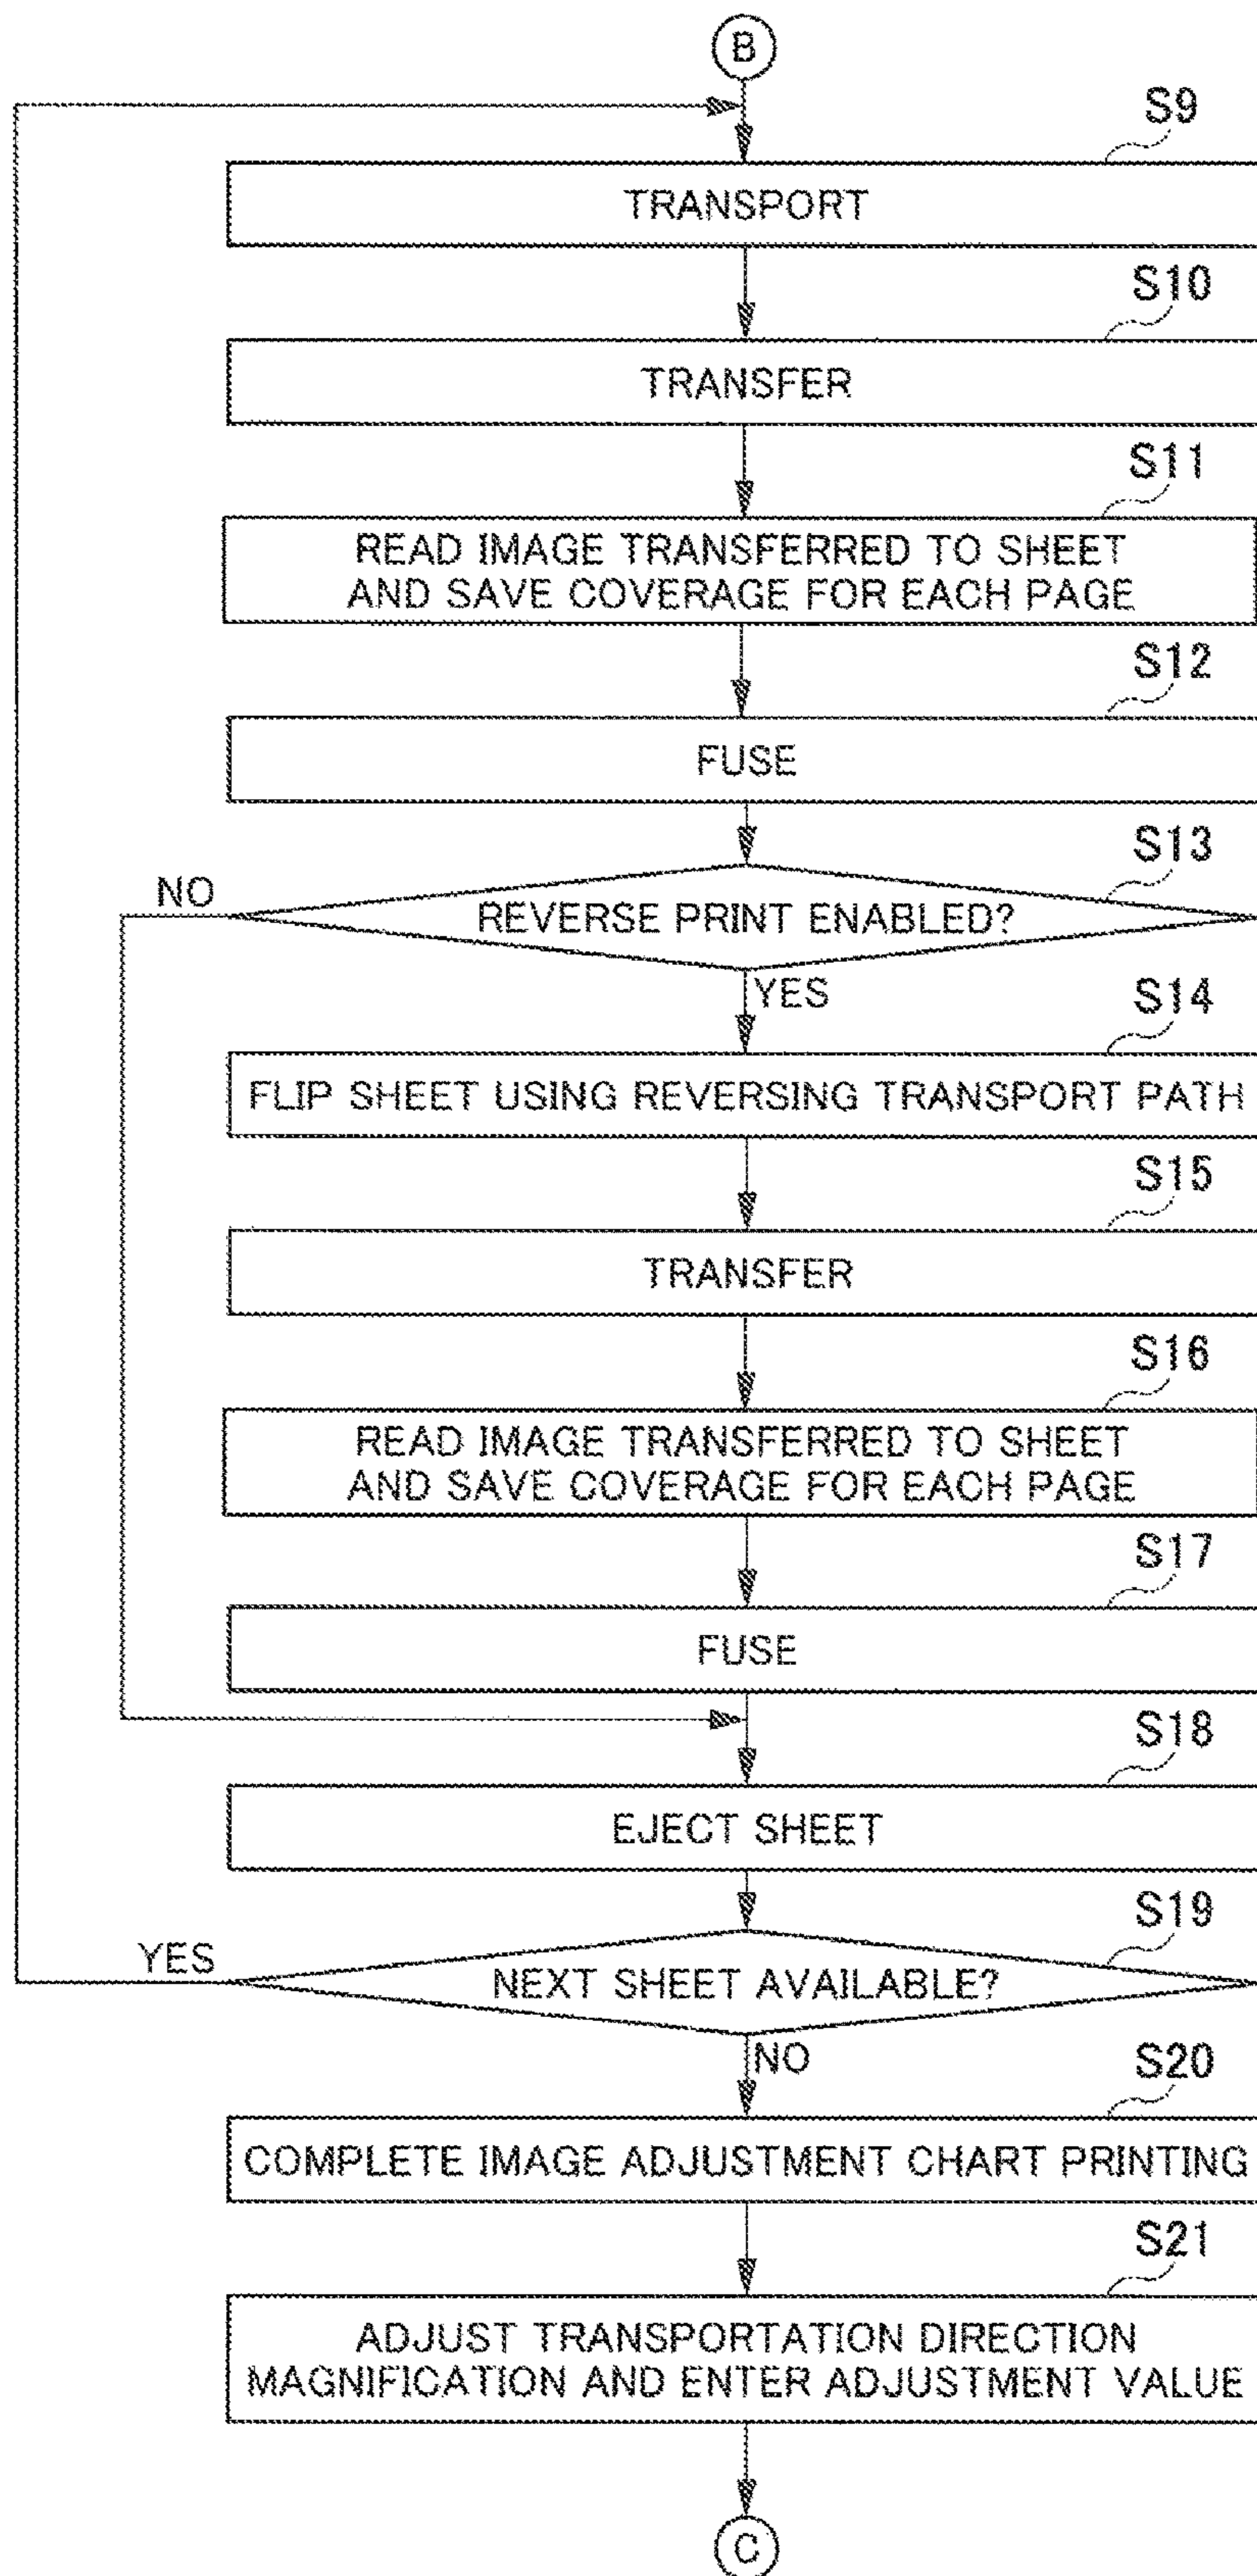 B
S9
TRANSPORT
S10
TRANSFER
S11
READ IMAGE TRANSFERRED TO SHEET
AND SAVE COVERAGE FOR EACH PAGE
S12
FUSE
S13
NO
REVERSE PRINT ENABLED?
YES
S14
FLIP SHEET USING REVERSING TRANSPORT PATH
S15
TRANSFER
S16
READ IMAGE TRANSFERRED TO SHEET
AND SAVE COVERAGE FOR EACH PAGE
S17
FUSE
S18
EJECT SHEET
S19
YES
NEXT SHEET AVAILABLE?
NO
S20
COMPLETE IMAGE ADJUSTMENT CHART PRINTING
S21
ADJUST TRANSPORTATION DIRECTION
MAGNIFICATION AND ENTER ADJUSTMENT VALUE
C